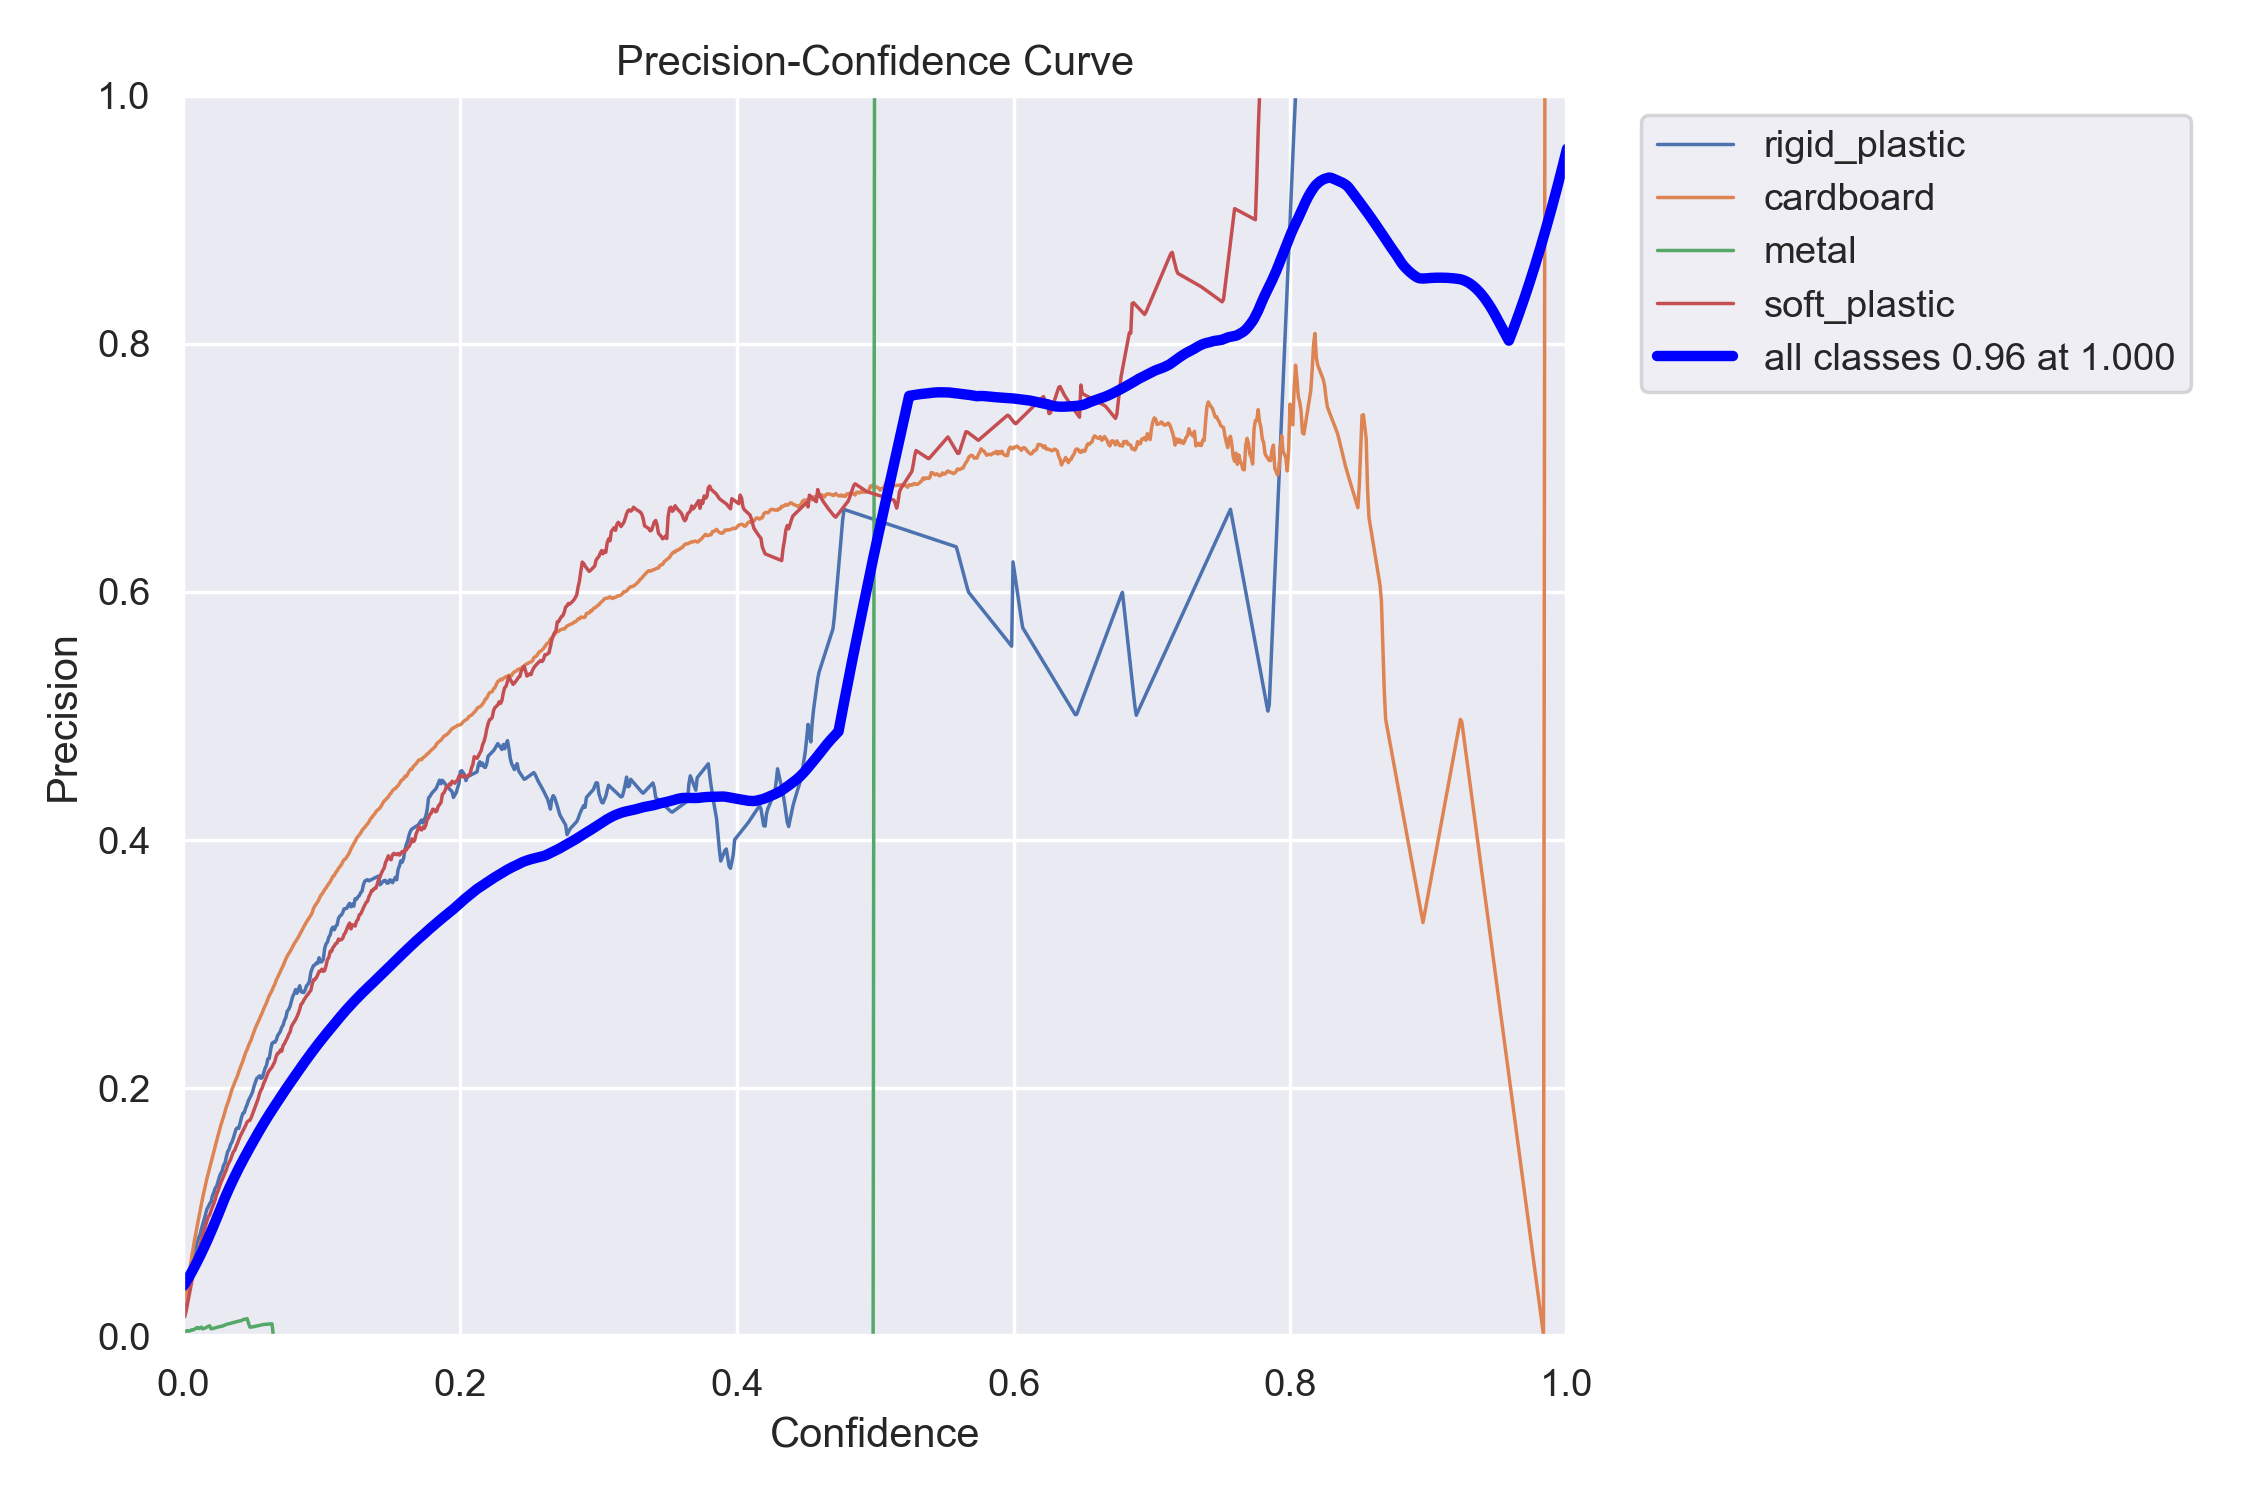 Precision-Confidence Curve
1.0
0.8
0.6
0.4
0.2
0.0
Precision
0.0 0.2 0.4 0.6 0.8 1.0
Confidence
rigid_plastic
cardboard
metal
soft_plastic
all classes 0.96 at 1.000